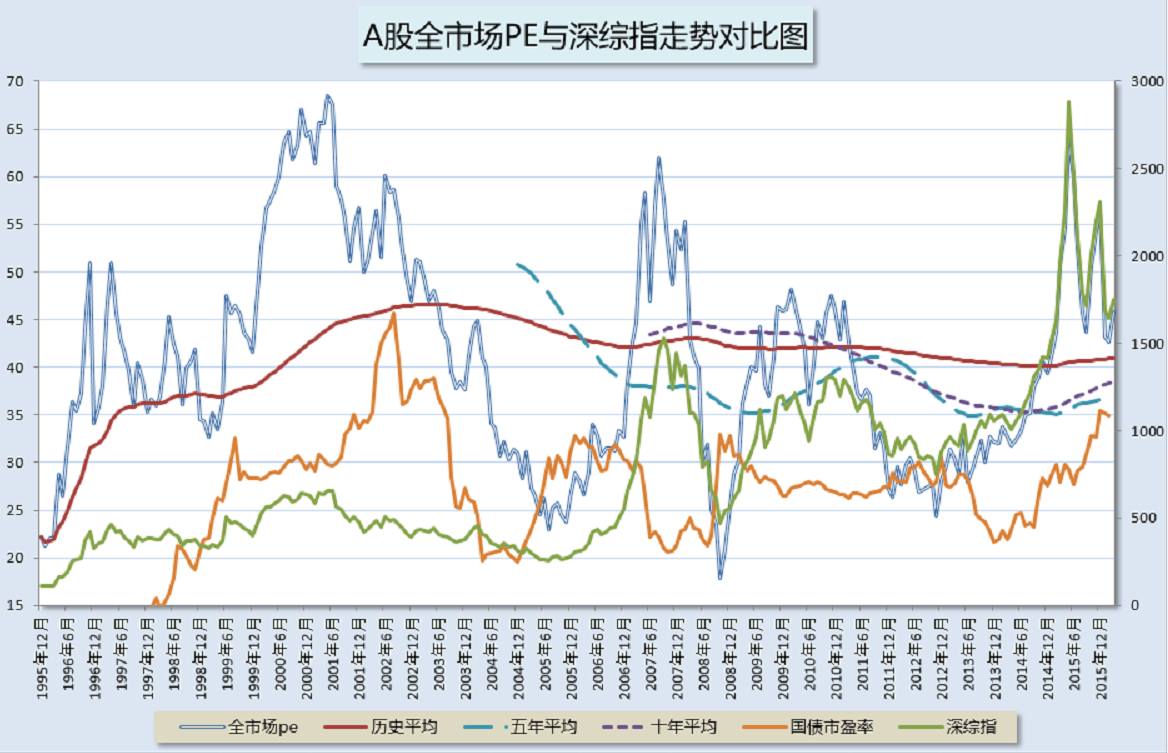 A股全市场PE与深综指走势对比图
70
65
60
55
50
45
40
35
30
25
20
15
3000
2500
2000
1500
1000
500
0
1995年12月
1996年6月
1996年12月
1997年6月
1997年12月
1998年6月
1998年12月
1999年6月
1999年12月
2000年6月
2000年12月
2001年6月
2001年12月
2002年6月
2002年12月
2003年6月
2003年12月
2004年6月
2004年12月
2005年6月
2005年12月
2006年6月
2006年12月
2007年6月
2007年12月
2008年6月
2008年12月
2009年6月
2009年12月
2010年6月
2010年12月
2011年6月
2011年12月
2012年6月
2012年12月
2013年6月
2013年12月
2014年6月
2014年12月
2015年6月
2015年12月
全市场pe 历史平均 五年平均 十年平均 国债市盈率 深综指